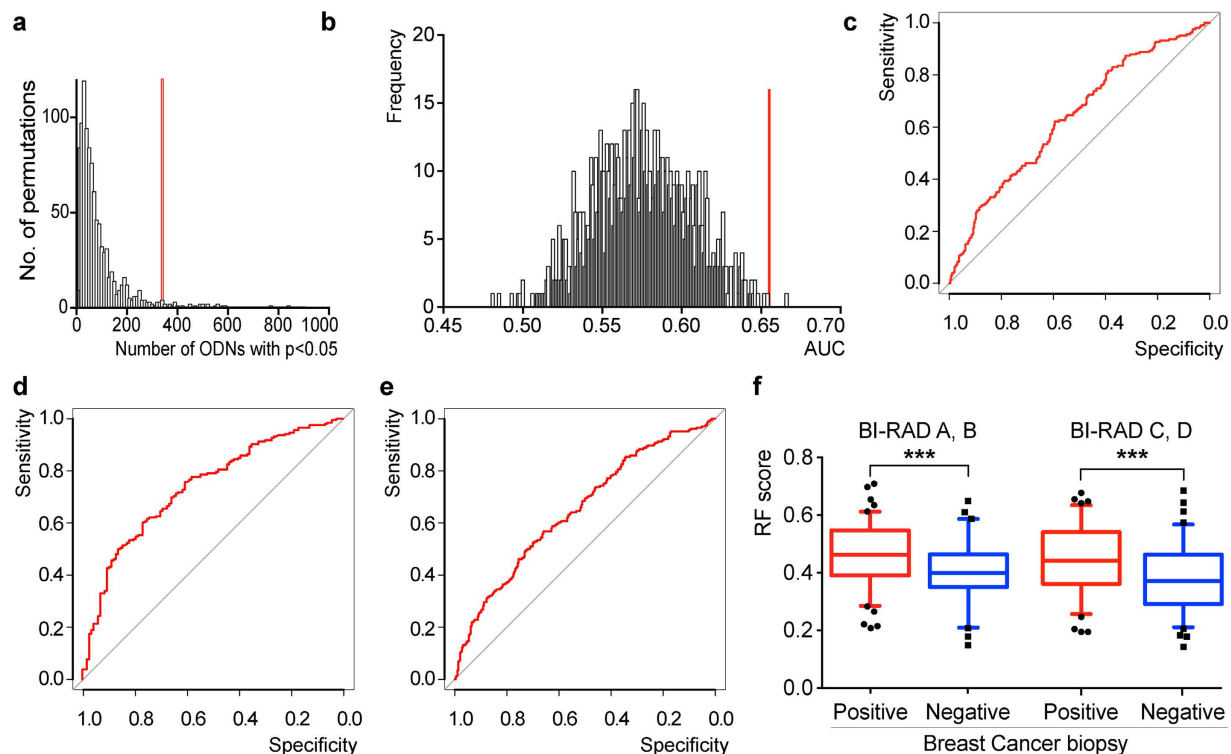 a
No. of permutations
100
50
0
0 200 400 600 800 1000
Number of ODNs with p<0.05
b
Frequency
20
15
10
5
0
0.45 0.50 0.55 0.60 0.65 0.70
AUC
c
Sensitivity
1.0
0.8
0.6
0.4
0.2
0.0
1.0 0.8 0.6 0.4 0.2 0.0
Specificity
d
Sensitivity
1.0
0.8
0.6
0.4
0.2
0.0
1.0 0.8 0.6 0.4 0.2 0.0
Specificity
e
Sensitivity
1.0
0.8
0.6
0.4
0.2
0.0
1.0 0.8 0.6 0.4 0.2 0.0
Specificity
f
BI-RAD A, B BI-RAD C, D
*** ***
RF score
0.8
0.6
0.4
0.2
0.0
Positive Negative Positive Negative
Breast Cancer biopsy